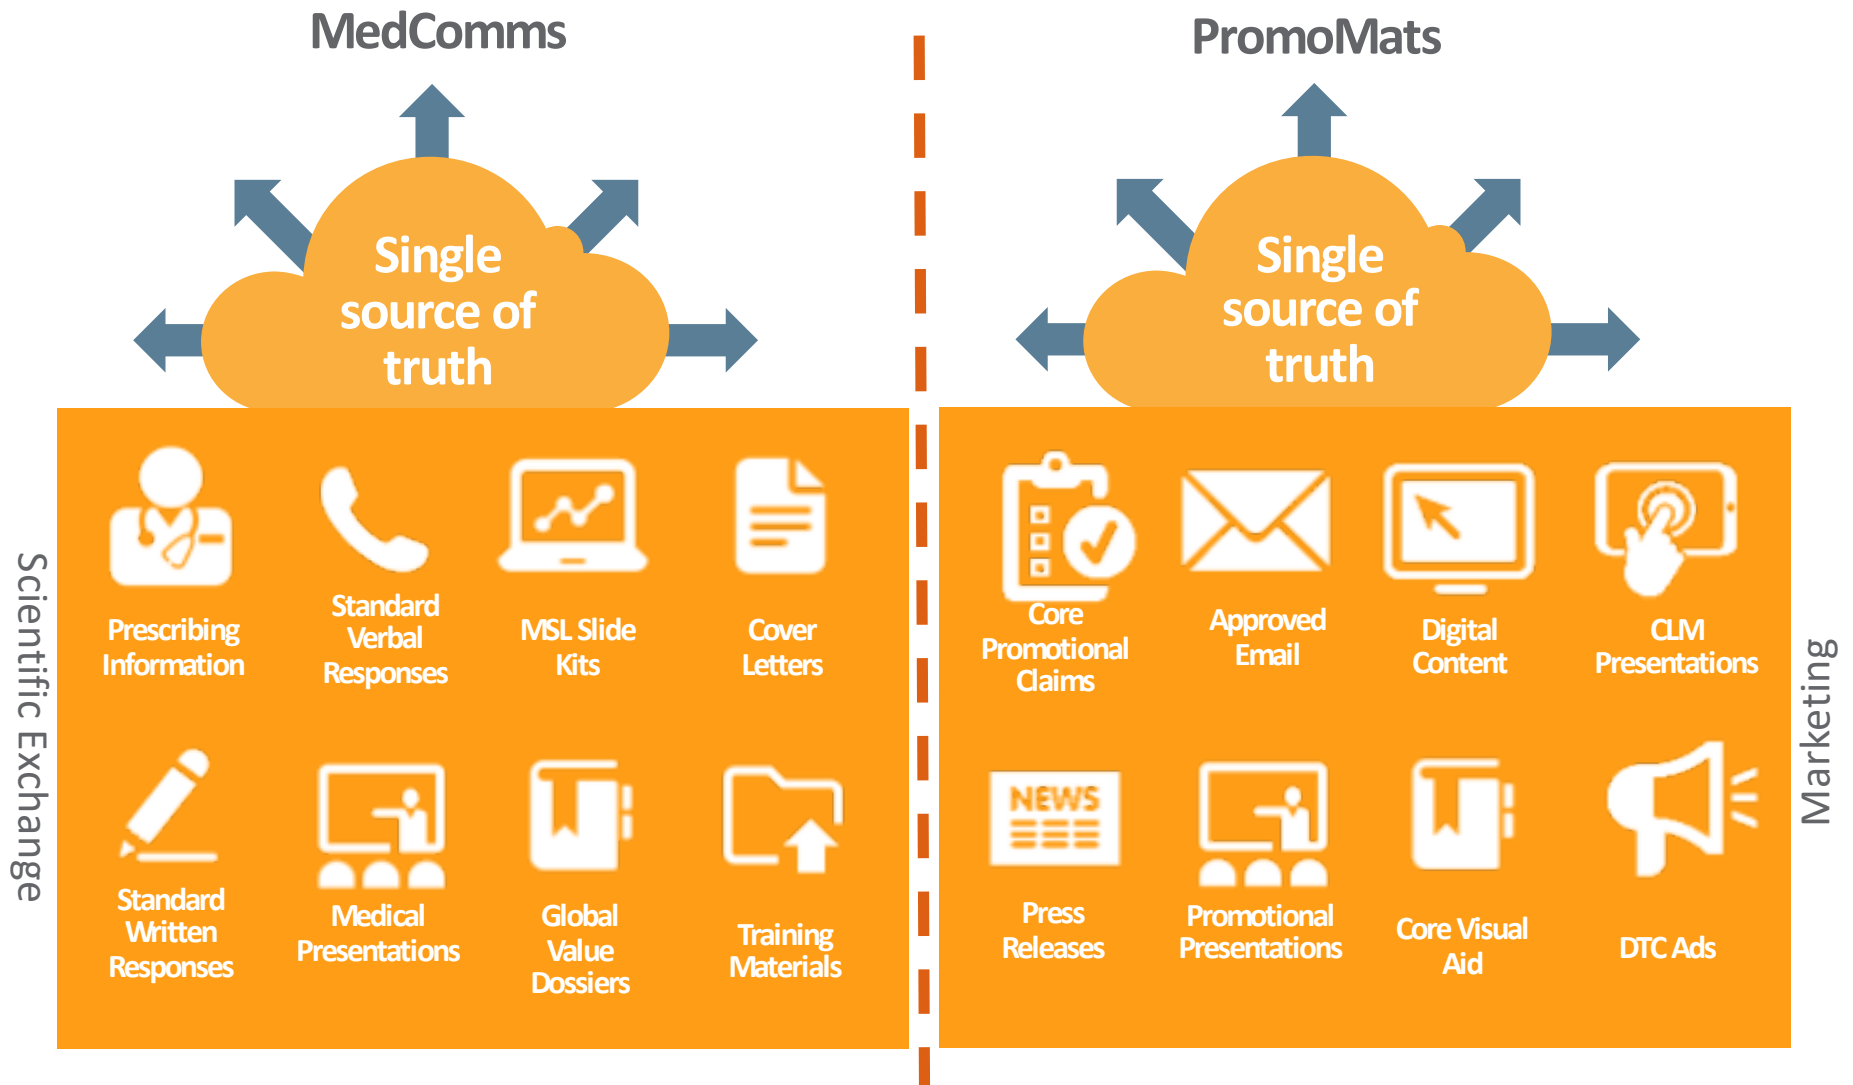 MedComms
Single
source of
truth
Scientific Exchange
Prescribing
Information
Standard
Verbal
Responses
MSL Slide
Kits
Cover
Letters
Standard
Written
Responses
Medical
Presentations
Global
Value
Dossiers
Training
Materials
PromoMats
Single
source of
truth
Core
Promotional
Claims
Approved
Email
Digital
Content
CLM
Presentations
NEWS
Press
Releases
Promotional
Presentations
Core Visual
Aid
DTC Ads
Marketing